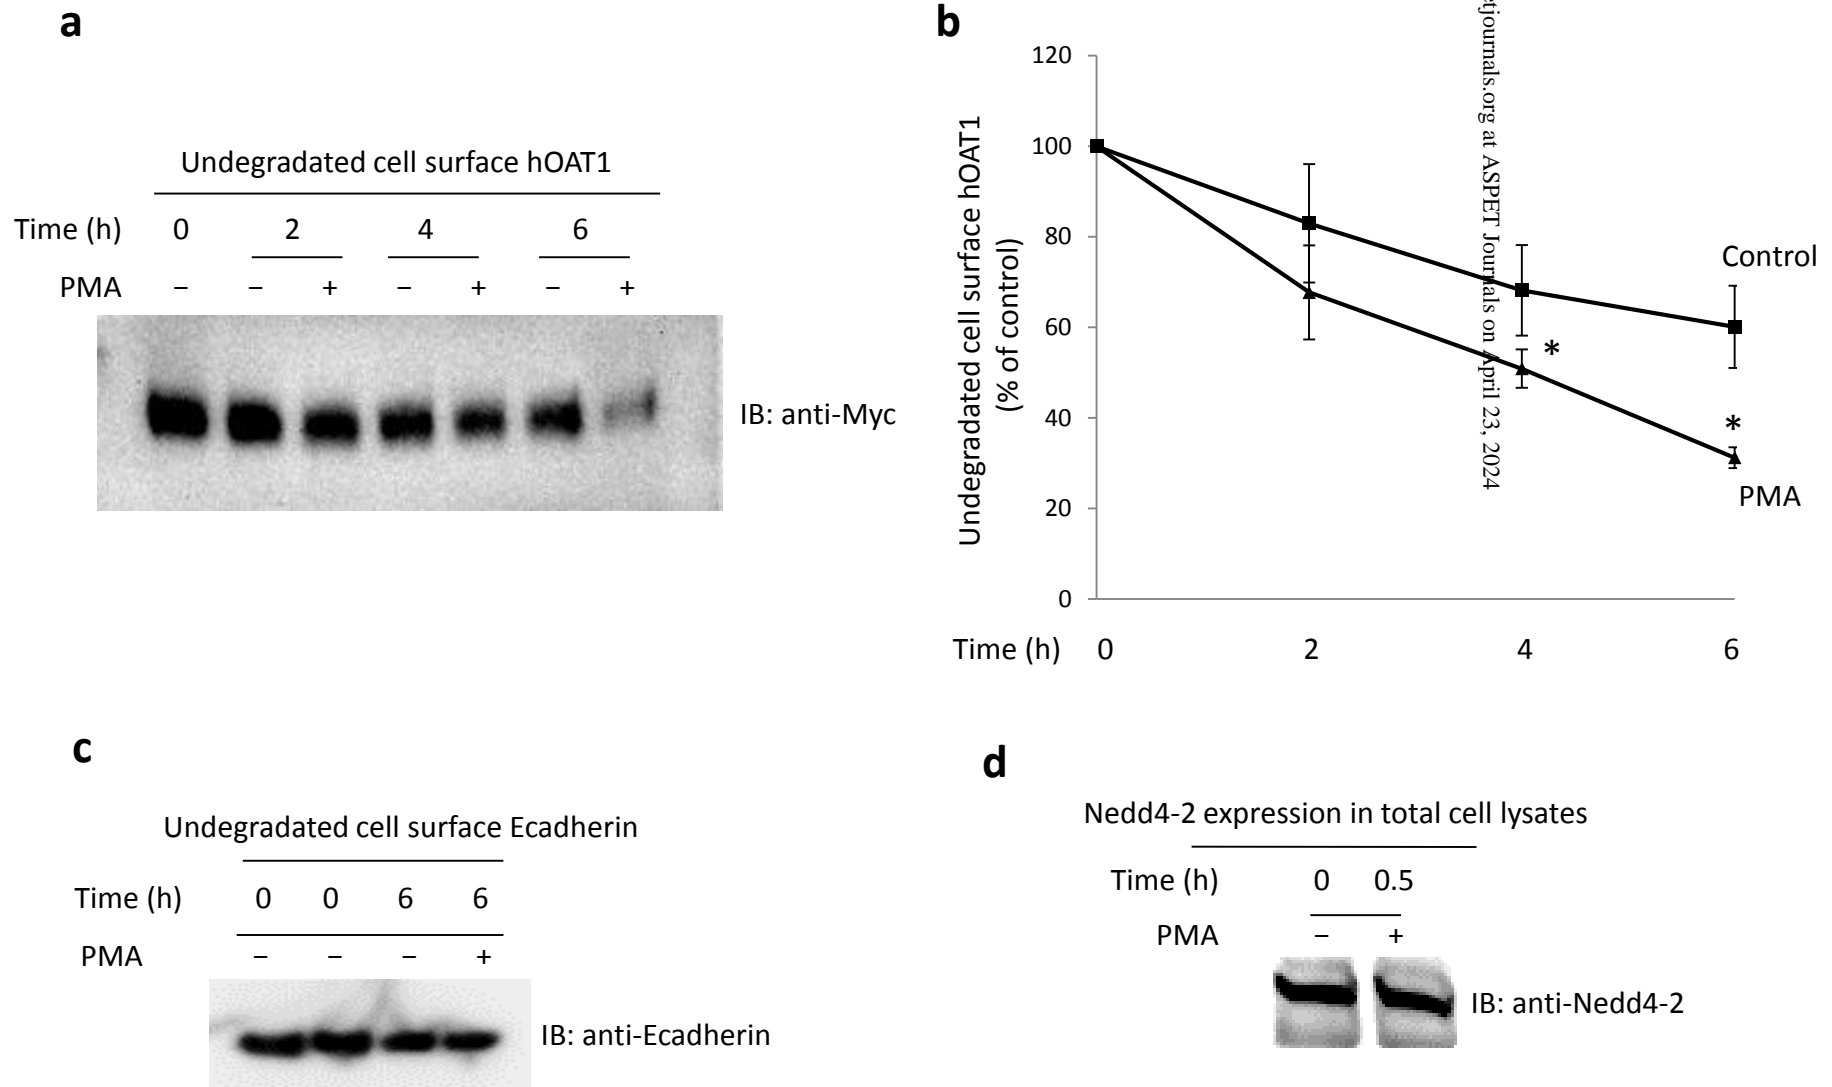 a
Undegradated cell surface hOAT1
Time (h) 0 2 4 6
PMA − − + − + − +
IB: anti-Myc
b
120
100
80
60
40
20
0
Undegradated cell surface hOAT1
(% of control)
Control
*
*
PMA
Time (h) 0 2 4 6
etjournals.org at ASPET Journals on April 23, 2024
c
Undegradated cell surface Ecadherin
Time (h) 0 0 6 6
PMA − − − +
IB: anti-Ecadherin
d
Nedd4-2 expression in total cell lysates
Time (h) 0 0.5
PMA − +
IB: anti-Nedd4-2